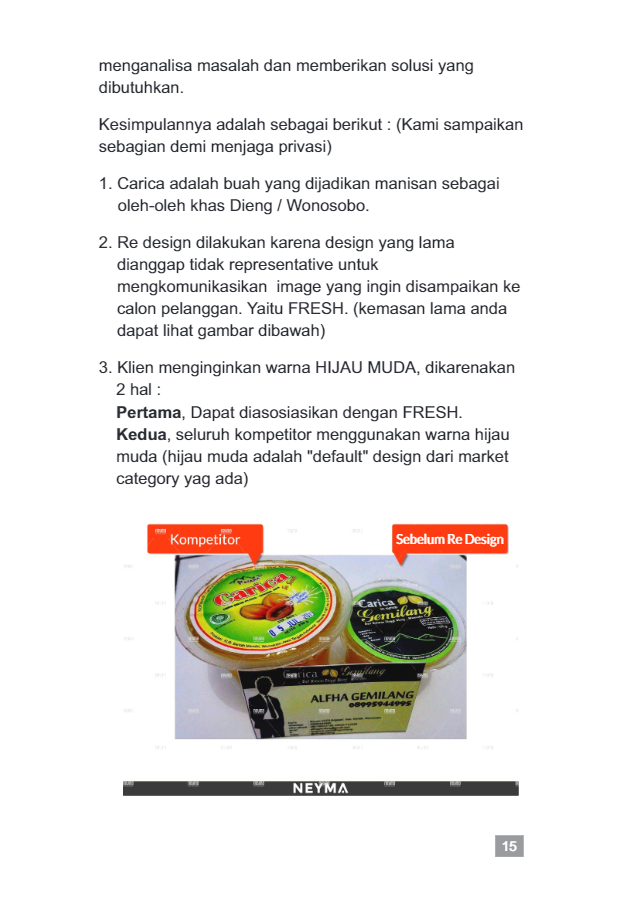 menganalisa masalah dan memberikan solusi yang
dibutuhkan.
Kesimpulannya adalah sebagai berikut : (Kami sampaikan
sebagian demi menjaga privasi)
1. Carica adalah buah yang dijadikan manisan sebagai
oleh-oleh khas Dieng / Wonosobo.
2. Re design dilakukan karena design yang lama
dianggap tidak representative untuk
mengkomunikasikan  image yang ingin disampaikan ke
calon pelanggan. Yaitu FRESH. (kemasan lama anda
dapat lihat gambar dibawah)
3. Klien menginginkan warna HIJAU MUDA, dikarenakan
2 hal :
Pertama, Dapat diasosiasikan dengan FRESH.
Kedua, seluruh kompetitor menggunakan warna hijau
muda (hijau muda adalah "default" design dari market
category yag ada)
Kompetitor
Sebelum Re Design
Carica
Carica
Gemilang
Gemilang
ALFHA GEMILANG
08995944995
NEYMA
15